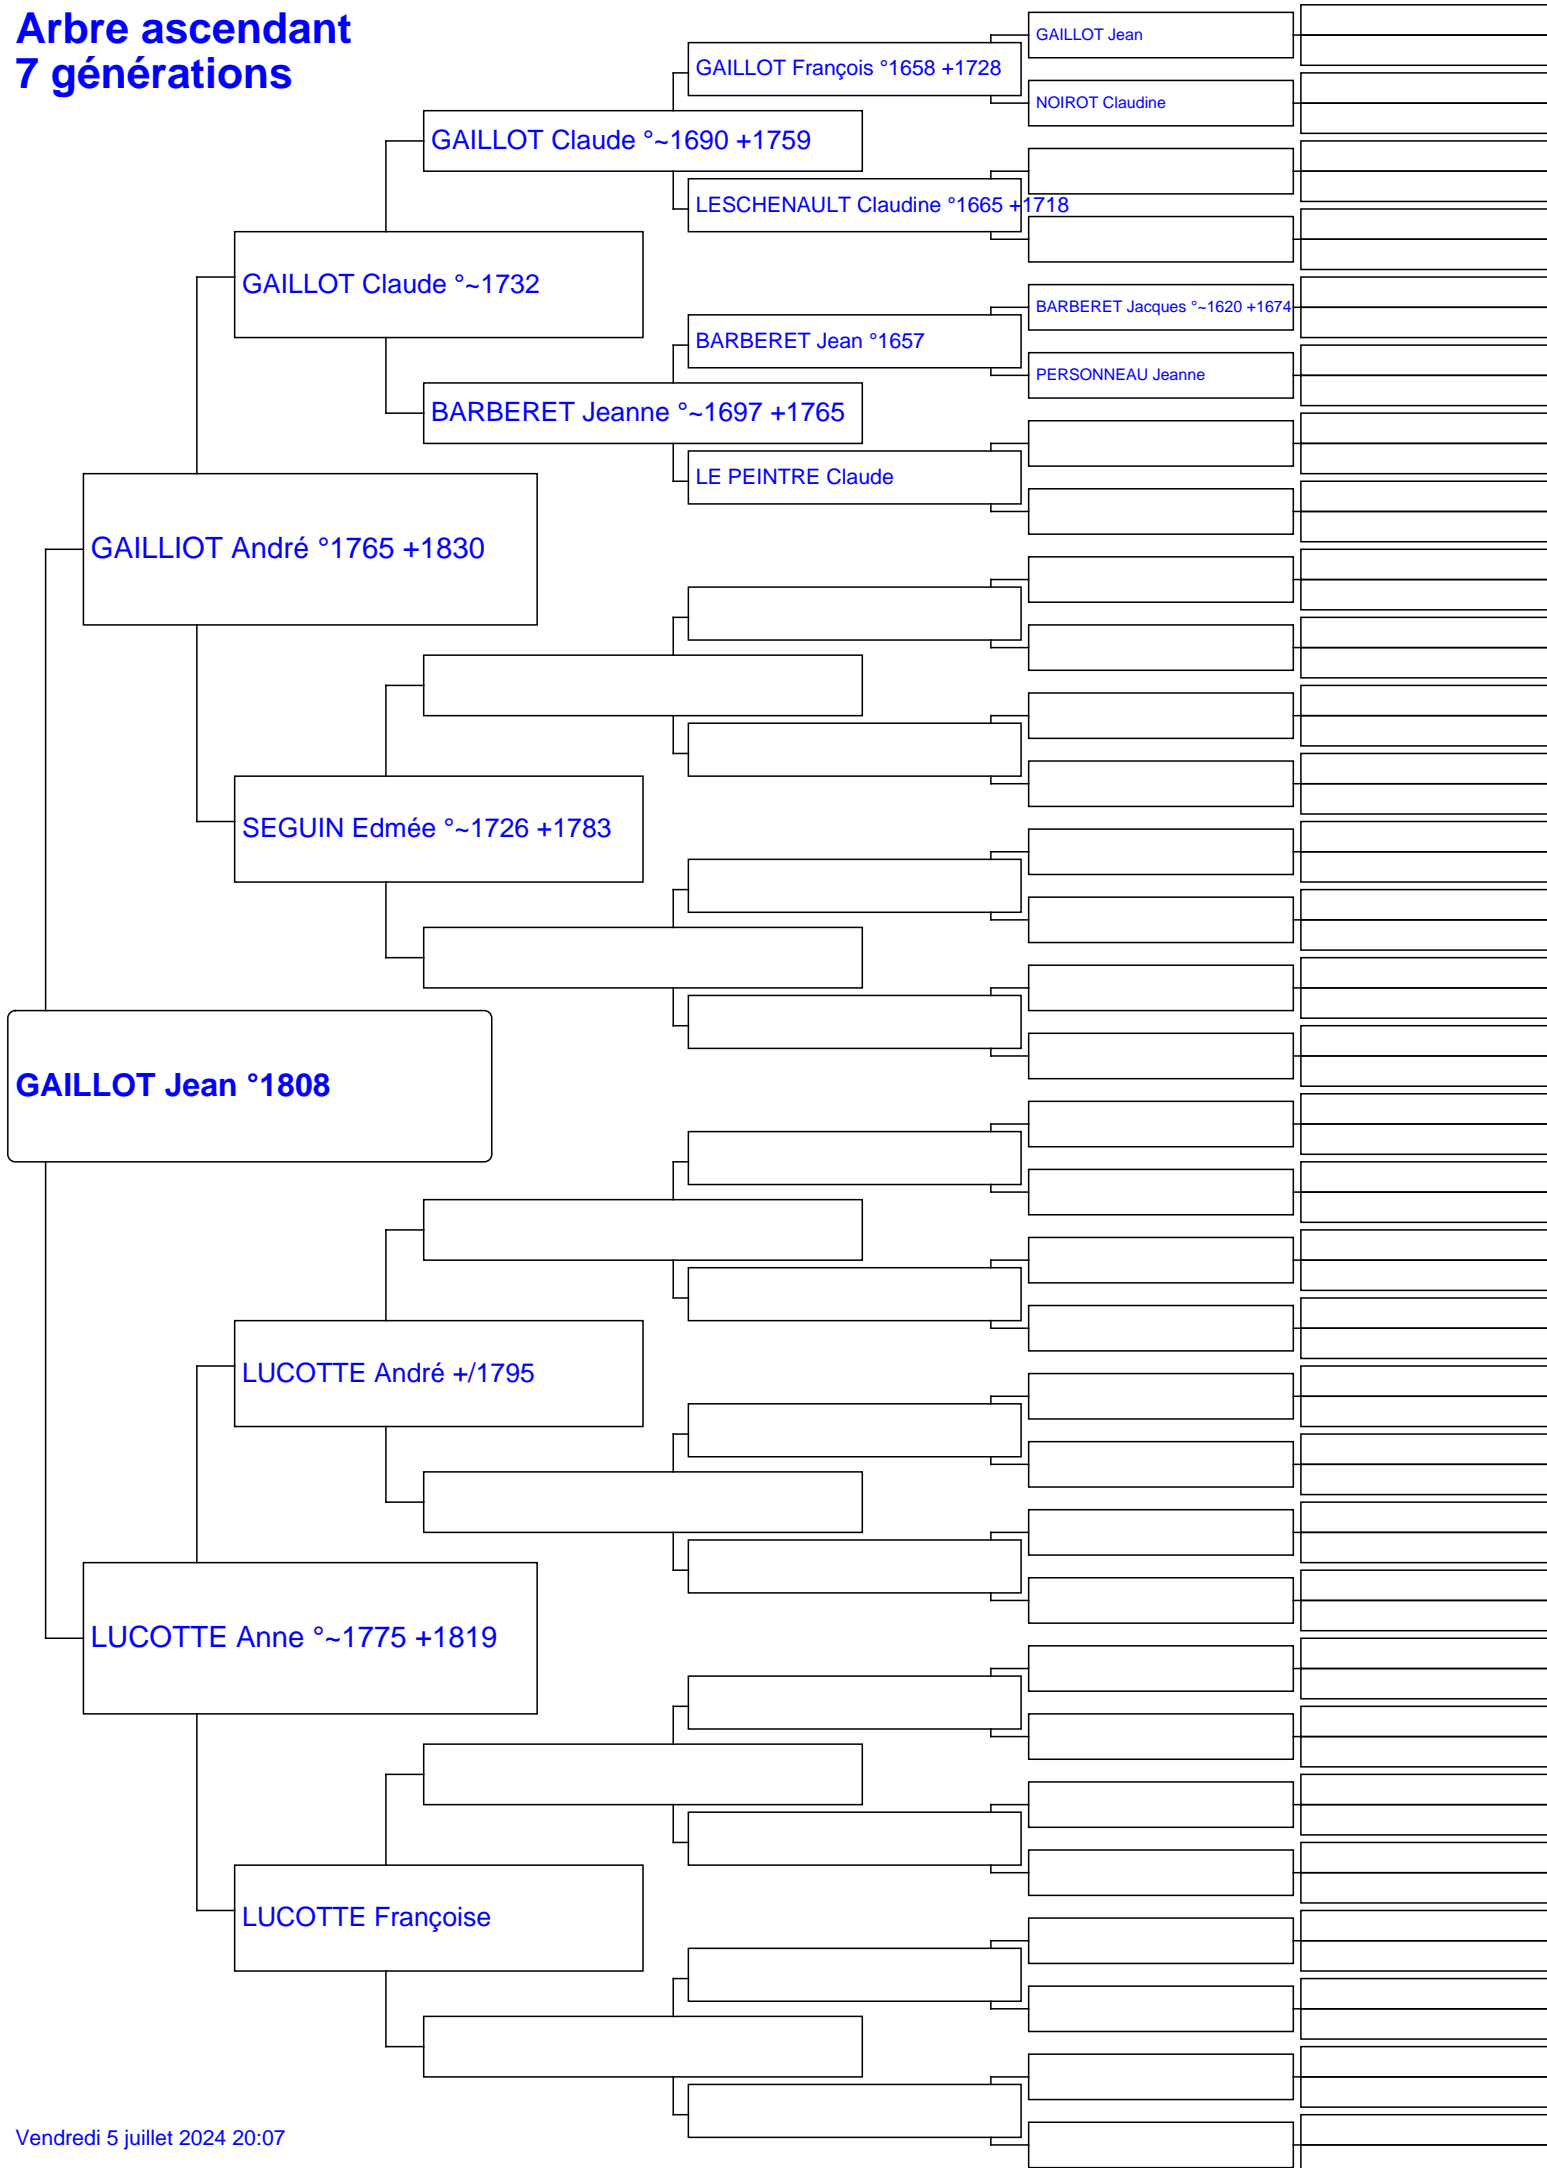 Arbre ascendant
7 générations
GAILLOT Jean
GAILLOT François °1658 +1728
NOIROT Claudine
GAILLOT Claude °~1690 +1759
LESCHENAULT Claudine °1665 +1718
GAILLOT Claude °~1732
BARBERET Jacques °~1620 +1674
BARBERET Jean °1657
PERSONNEAU Jeanne
BARBERET Jeanne °~1697 +1765
LE PEINTRE Claude
GAILLIOT André °1765 +1830
SEGUIN Edmée °~1726 +1783
GAILLOT Jean °1808
LUCOTTE André +/1795
LUCOTTE Anne °~1775 +1819
LUCOTTE Françoise
Vendredi 5 juillet 2024 20:07